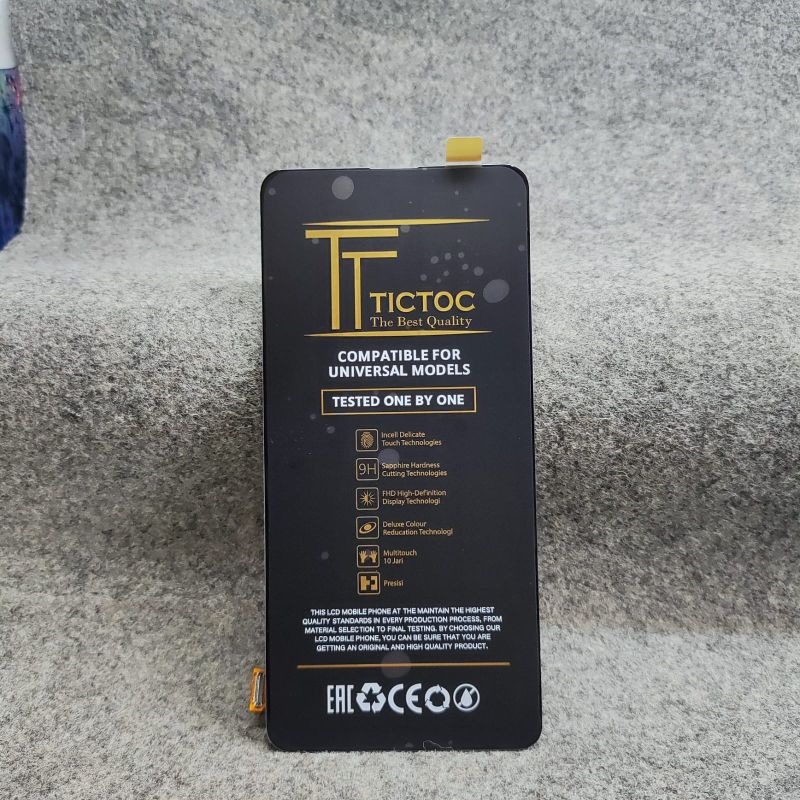 TT
TICTOC
The Best Quality
COMPATIBLE FOR
UNIVERSAL MODELS
TESTED ONE BY ONE
Incell Delicate
Touch Technologies
9H
Sapphire Hardness
Cutting Technologies
FHD High-Definition
Display Technologi
Deluxe Colour
Reducation Technologi
Multitouch
10 Jari
Presisi
THIS LCD MOBILE PHONE AT THE MAINTAIN THE HIGHEST
QUALITY STANDARDS IN EVERY PRODUCTION PROCESS, FROM
MATERIAL SELECTION TO FINAL TESTING. BY CHOOSING OUR
LCD MOBILE PHONE, YOU CAN BE SURE THAT YOU ARE
GETTING AN ORIGINAL AND HIGH QUALITY PRODUCT.
EAC CE